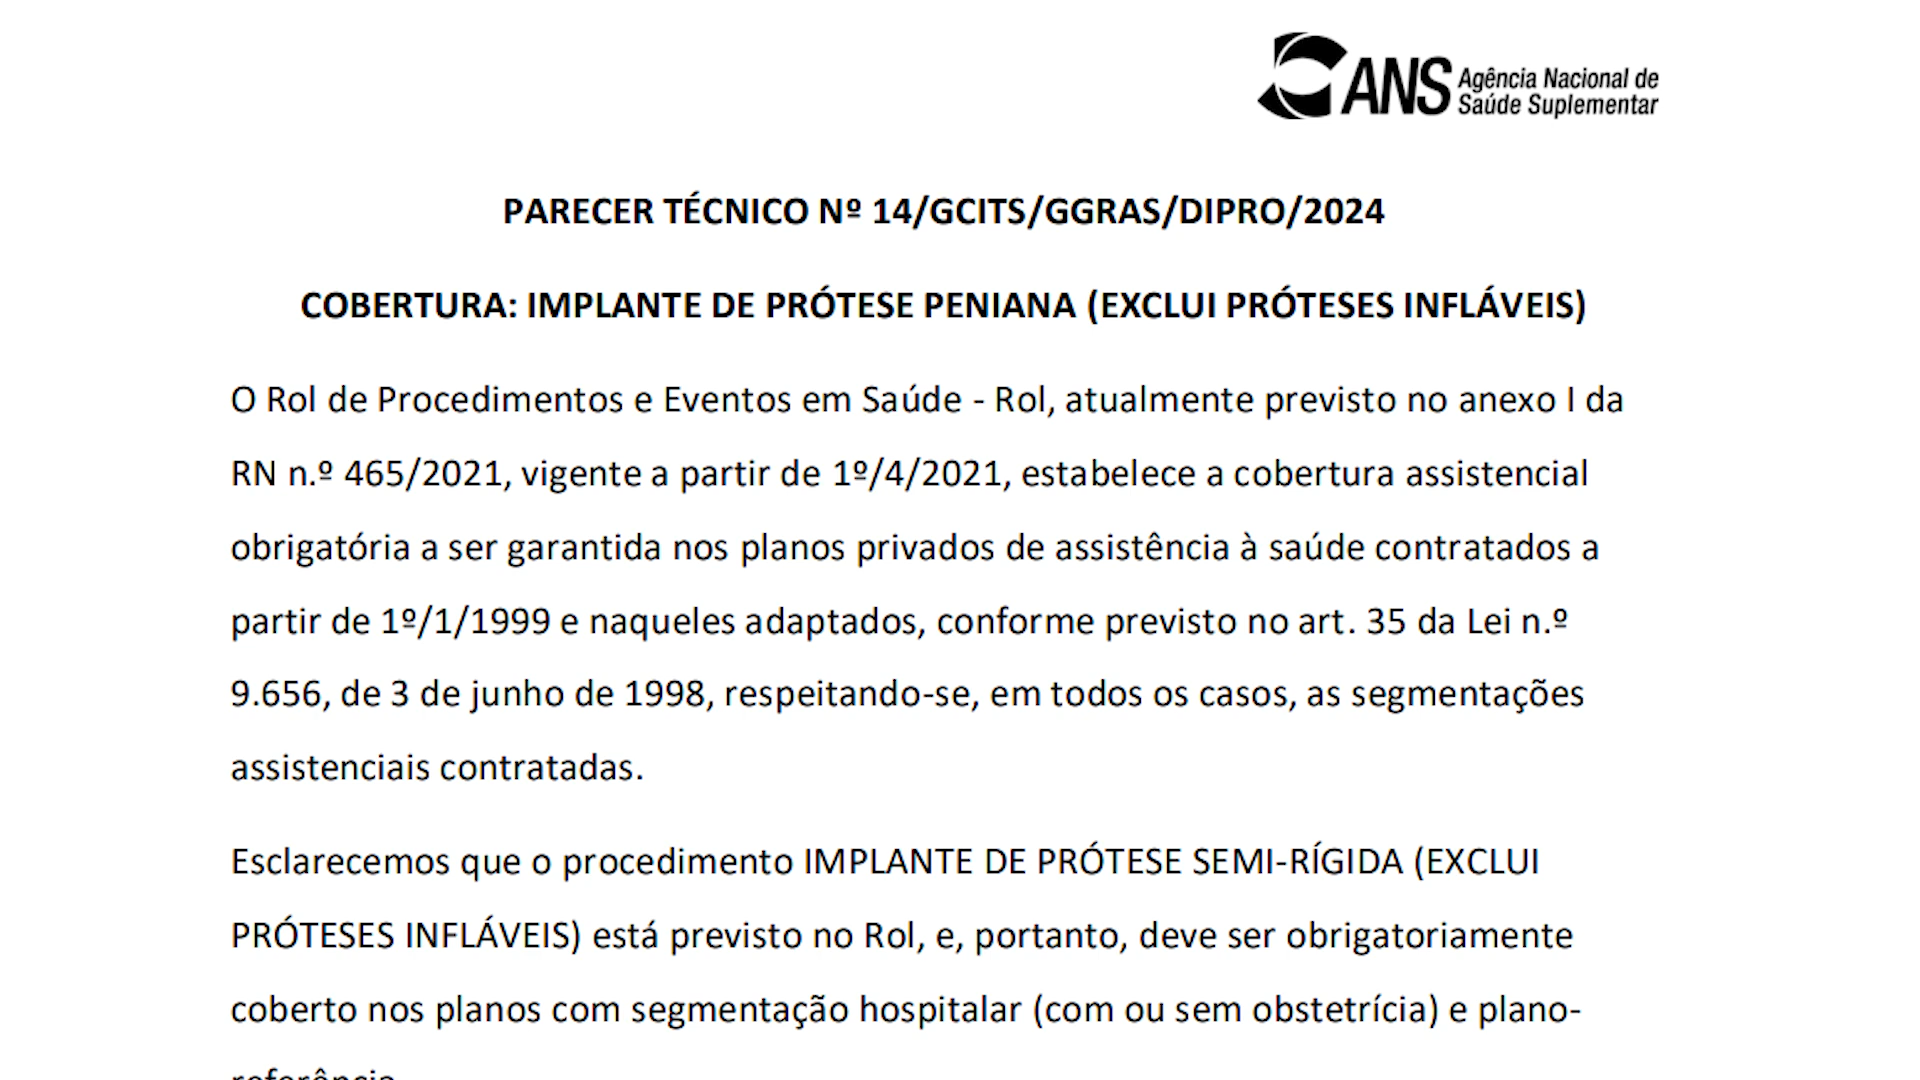 ANS Agência Nacional de
Saúde Suplementar
PARECER TÉCNICO Nº 14/GCITS/GGRAS/DIPRO/2024
COBERTURA: IMPLANTE DE PRÓTESE PENIANA (EXCLUI PRÓTESES INFLÁVEIS)
O Rol de Procedimentos e Eventos em Saúde - Rol, atualmente previsto no anexo I da
RN n.º 465/2021, vigente a partir de 1º/4/2021, estabelece a cobertura assistencial
obrigatória a ser garantida nos planos privados de assistência à saúde contratados a
partir de 1º/1/1999 e naqueles adaptados, conforme previsto no art. 35 da Lei n.º
9.656, de 3 de junho de 1998, respeitando-se, em todos os casos, as segmentações
assistenciais contratadas.
Esclarecemos que o procedimento IMPLANTE DE PRÓTESE SEMI-RÍGIDA (EXCLUI
PRÓTESES INFLÁVEIS) está previsto no Rol, e, portanto, deve ser obrigatoriamente
coberto nos planos com segmentação hospitalar (com ou sem obstetrícia) e plano-
referência.